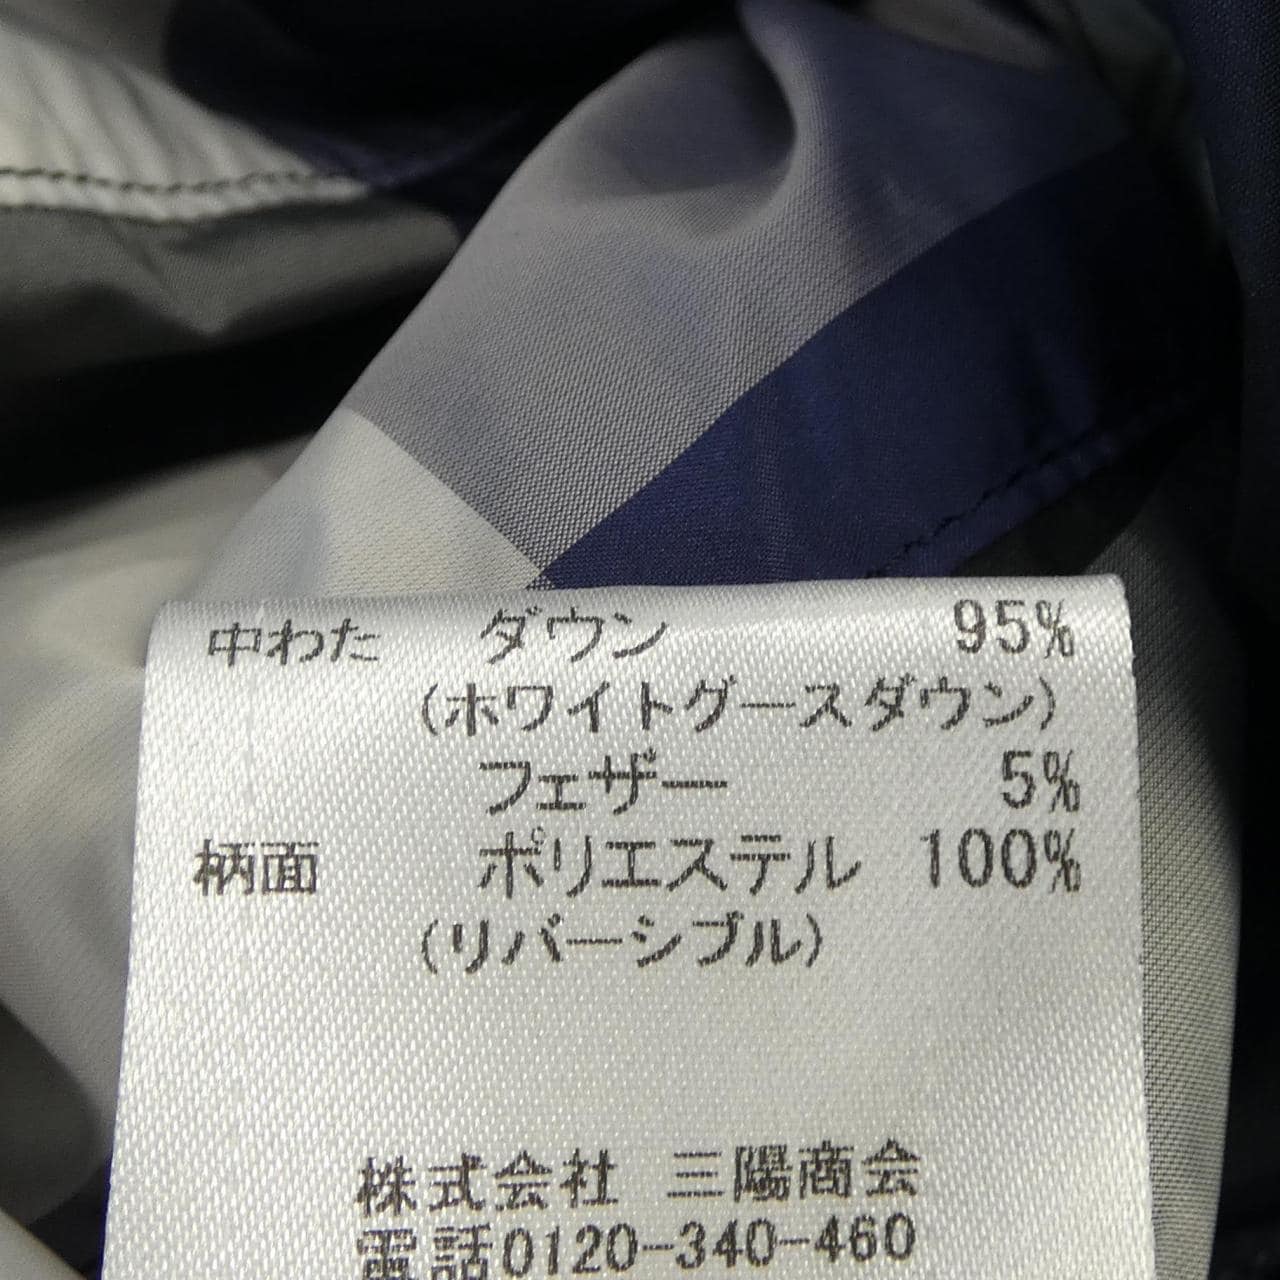 中わた ダウン 95%
(ホワイトグースダウン)
フェザー 5%
柄面 ポリエステル 100%
(リバーシブル)
株式会社 三陽商会
電話0120-340-460